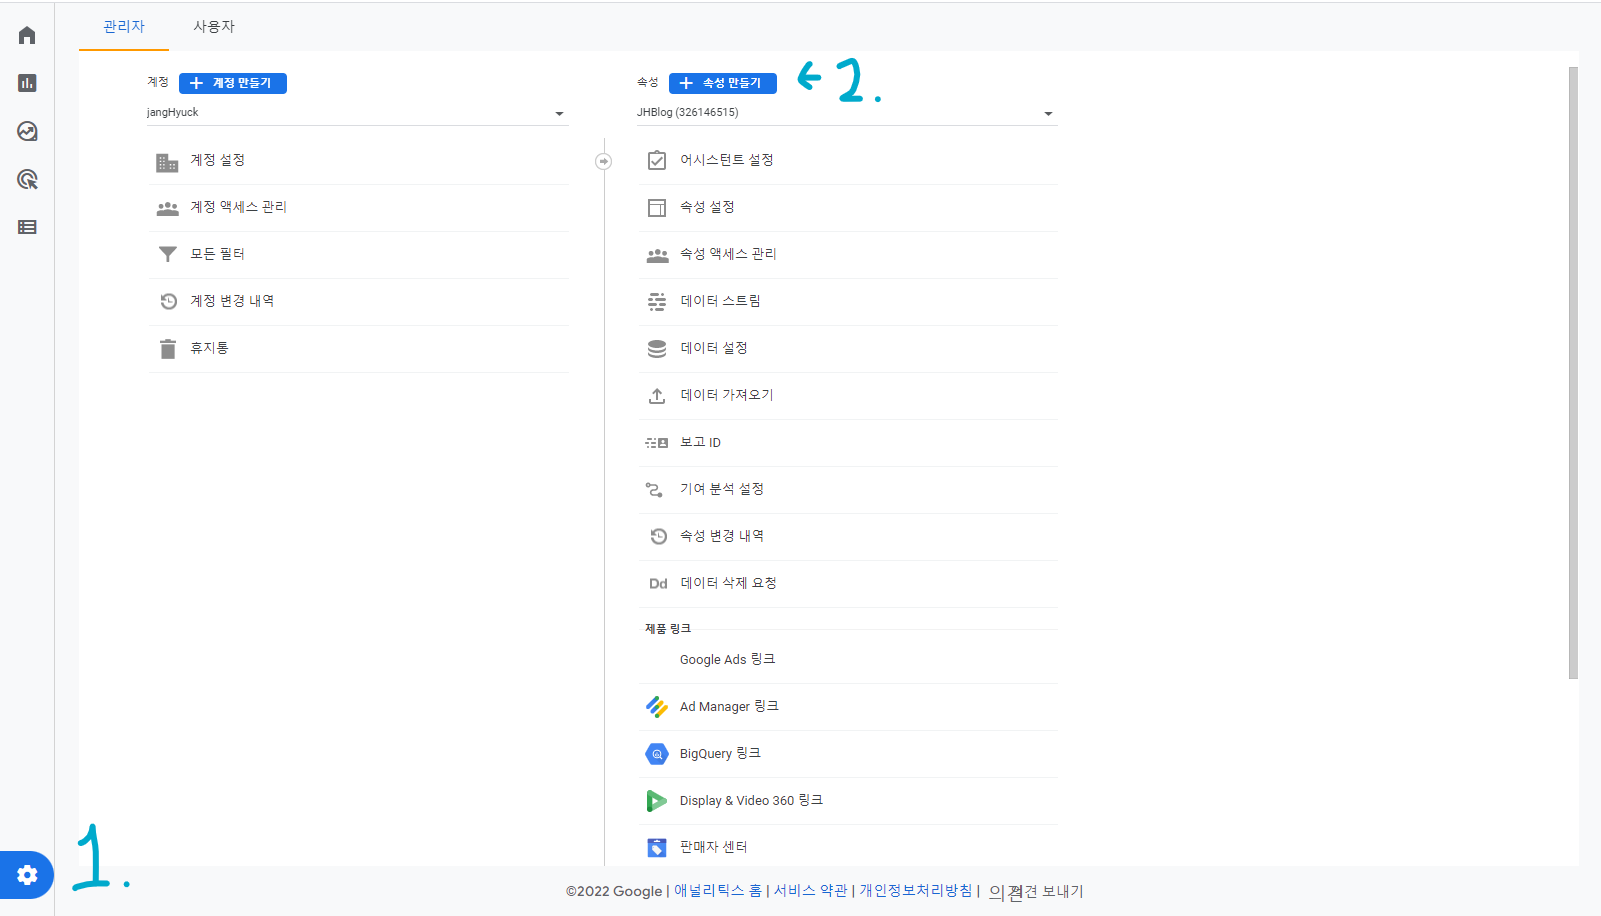 관리자 사용자
계정 + 계정 만들기
속성 + 속성 만들기 ← 2.
jangHyuck
JHBlog (326146515)
계정 설정
계정 액세스 관리
모든 필터
계정 변경 내역
휴지통
어시스턴트 설정
속성 설정
속성 액세스 관리
데이터 스트림
데이터 설정
데이터 가져오기
보고 ID
기여 분석 설정
속성 변경 내역
Dd 데이터 삭제 요청
제품 링크
Google Ads 링크
Ad Manager 링크
BigQuery 링크
Display & Video 360 링크
판매자 센터
1.
©2022 Google | 애널리틱스 홈 | 서비스 약관 | 개인정보처리방침 | 의견 보내기